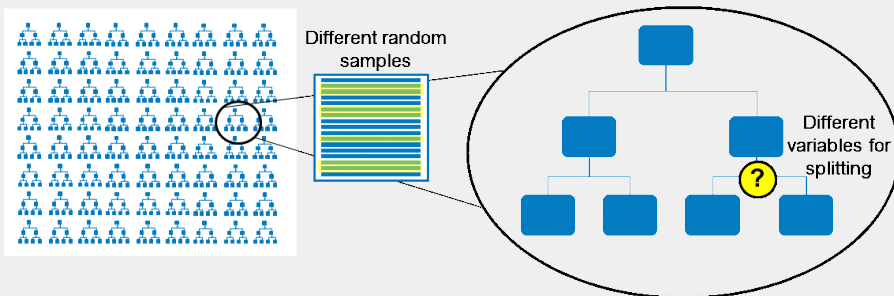 Different random
samples
Different
variables for
splitting
?